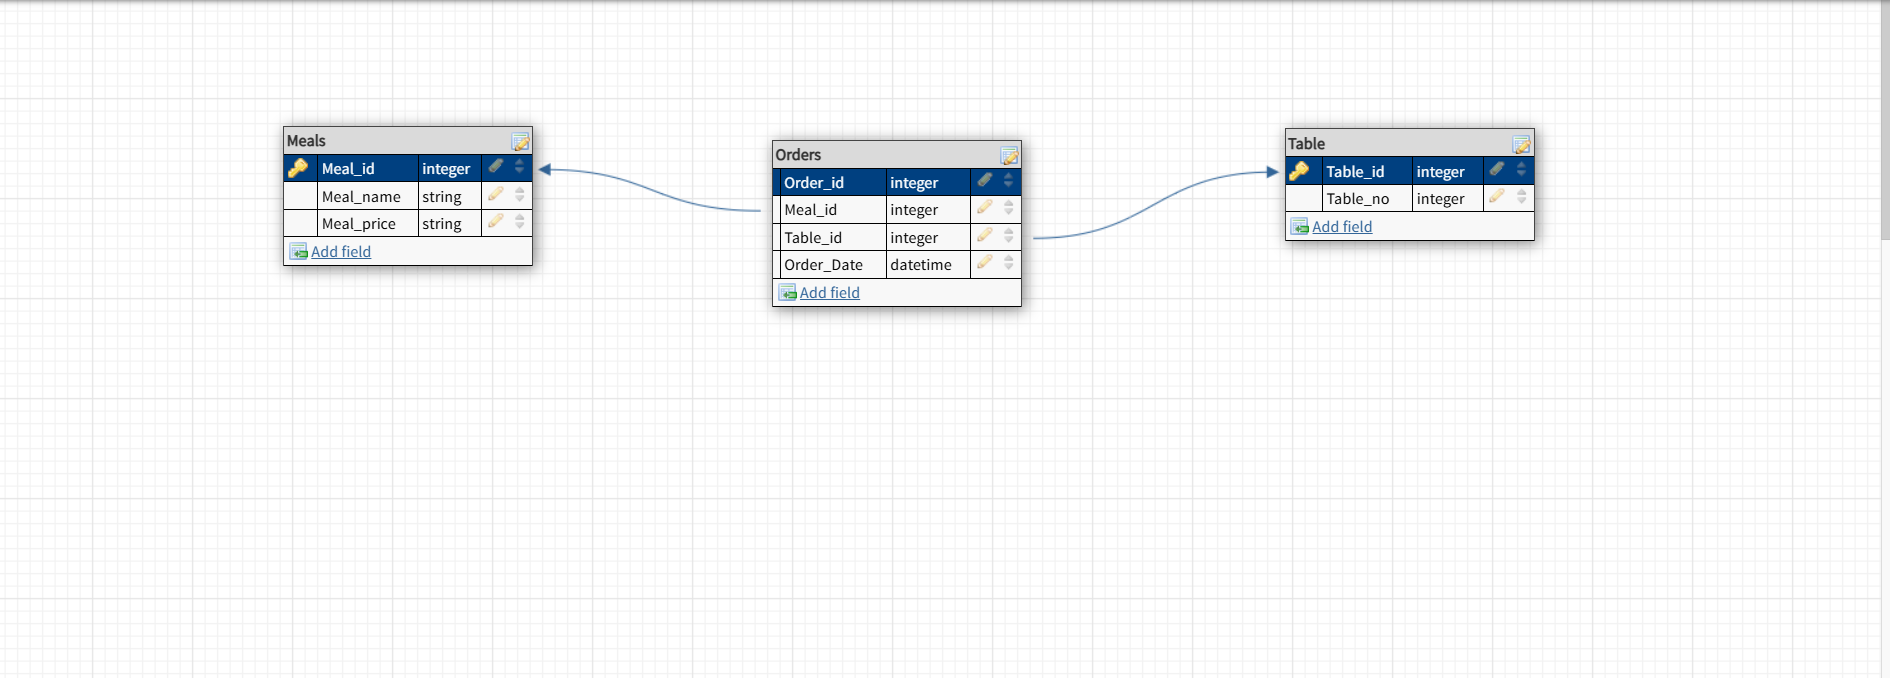 Meals
Meal_id integer
Meal_name string
Meal_price string
Add field
Orders
Order_id integer
Meal_id integer
Table_id integer
Order_Date datetime
Add field
Table
Table_id integer
Table_no integer
Add field